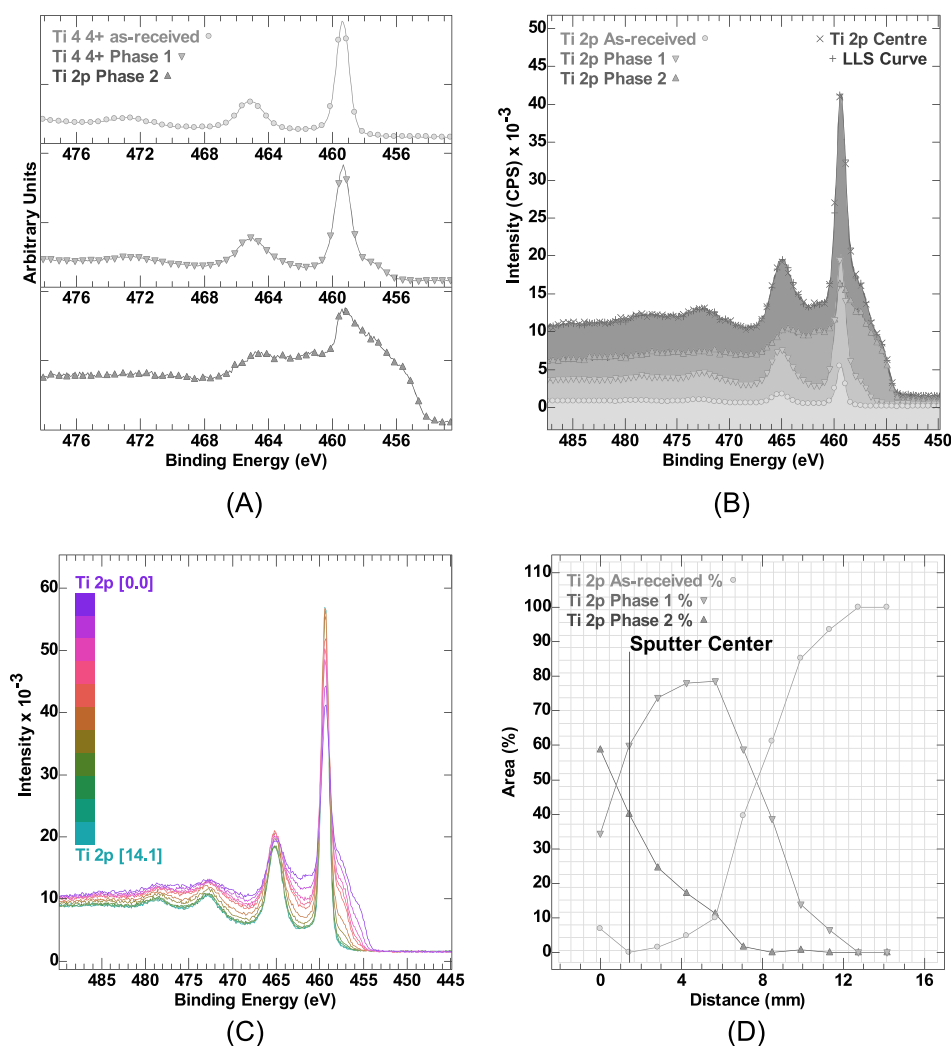 Ti 4 4+ as-received
Ti 4 4+ Phase 1
Ti 2p Phase 2
476 472 468 464 460 456
476 472 468 464 460 456
476 472 468 464 460 456
Arbitrary Units
Binding Energy (eV)
(A)
Ti 2p As-received
Ti 2p Phase 1
Ti 2p Phase 2
Ti 2p Centre
LLS Curve
50
45
40
35
30
25
20
15
10
5
0
Intensity (CPS) x 10⁻³
485 480 475 470 465 460 455 450
Binding Energy (eV)
(B)
Ti 2p [0.0]
Ti 2p [14.1]
60
50
40
30
20
10
0
Intensity x 10⁻³
485 480 475 470 465 460 455 450 445
Binding Energy (eV)
(C)
Ti 2p As-received %
Ti 2p Phase 1 %
Ti 2p Phase 2 %
Sputter Center
110
100
90
80
70
60
50
40
30
20
10
0
Area (%)
0 4 8 12 16
Distance (mm)
(D)